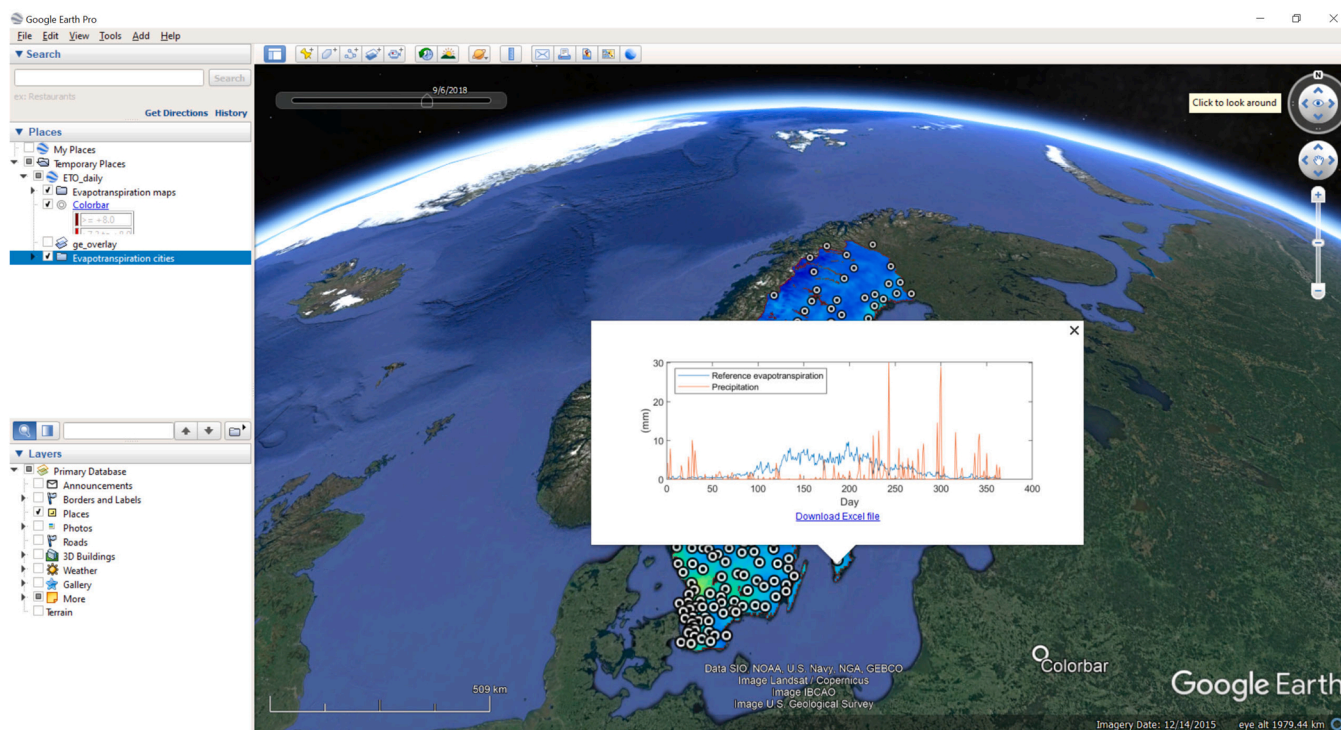 Google Earth Pro
File Edit View Tools Add Help
Search
Search
ex: Restaurants
Get Directions History
Places
My Places
Temporary Places
ETO_daily
Evapotranspiration maps
Colorbar
>= +8.0
ge_overlay
Evapotranspiration cities
Layers
Primary Database
Announcements
Borders and Labels
Places
Photos
Roads
3D Buildings
Weather
Gallery
More
Terrain
9/6/2018
N
Click to look around
30
20
10
0
(mm)
Reference evapotranspiration
Precipitation
0 50 100 150 200 250 300 350 400
Day
Download Excel file
Data SIO, NOAA, U.S. Navy, NGA, GEBCO
Image Landsat / Copernicus
Image IBCAO
Image U.S. Geological Survey
509 km
Colorbar
Google Earth
Imagery Date: 12/14/2015 eye alt 1979.44 km